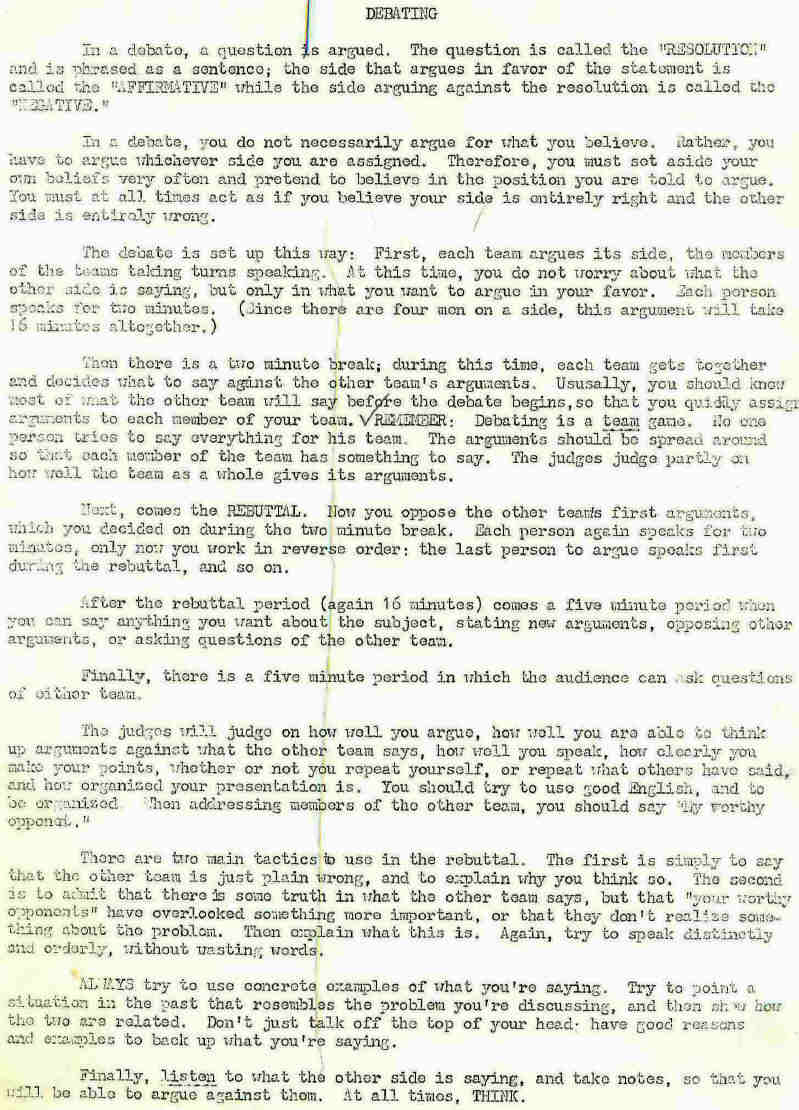 DEBATING
In a debate, a question is argued. The question is called the "RESOLUTION"
and is phrased as a sentence; the side that argues in favor of the statement is
called the "AFFIRMATIVE" while the side arguing against the resolution is called the
"NEGATIVE."
In a debate, you do not necessarily argue for what you believe. Rather, you
have to argue whichever side you are assigned. Therefore, you must set aside your
own beliefs very often and pretend to believe in the position you are told to argue.
You must at all times act as if you believe your side is entirely right and the other
side is entirely wrong.
The debate is set up this way: First, each team argues its side, the members
of the teams taking turns speaking. At this time, you do not worry about what the
other side is saying, but only in what you want to argue in your favor. Each person
speaks for two minutes. (Since there are four men on a side, this argument will take
16 minutes altogether.)
Then there is a two minute break; during this time, each team gets together
and decides what to say against the other team's arguments. Ususally, you should know
most of what the other team will say before the debate begins, so that you quickly assign
arguments to each member of your team. REMEMBER: Debating is a team game. No one
person tries to say everything for his team. The arguments should be spread around
so that each member of the team has something to say. The judges judge partly on
how well the team as a whole gives its arguments.
Next, comes the REBUTTAL. Now you oppose the other team's first arguments,
which you decided on during the two minute break. Each person again speaks for two
minutes, only now you work in reverse order: the last person to argue speaks first
during the rebuttal, and so on.
After the rebuttal period (again 16 minutes) comes a five minute period when
you can say anything you want about the subject, stating new arguments, opposing other
arguments, or asking questions of the other team.
Finally, there is a five minute period in which the audience can ask questions
of either team.
The judges will judge on how well you argue, how well you are able to think
up arguments against what the other team says, how well you speak, how clearly you
make your points, whether or not you repeat yourself, or repeat what others have said,
and how organized your presentation is. You should try to use good English, and to
be organized. When addressing members of the other team, you should say "My worthy
opponet."
There are two main tactics to use in the rebuttal. The first is simply to say
that the other team is just plain wrong, and to explain why you think so. The second
is to admit that there is some truth in what the other team says, but that "your worthy
opponents" have overlooked something more important, or that they don't realize some-
thing about the problem. Then explain what this is. Again, try to speak distinctly
and orderly, without wasting words.
ALWAYS try to use concrete examples of what you're saying. Try to point a
situation in the past that resembles the problem you're discussing, and then show how
the two are related. Don't just talk off the top of your head; have good reasons
and examples to back up what you're saying.
Finally, listen to what the other side is saying, and take notes, so that you
will be able to argue against them. At all times, THINK.